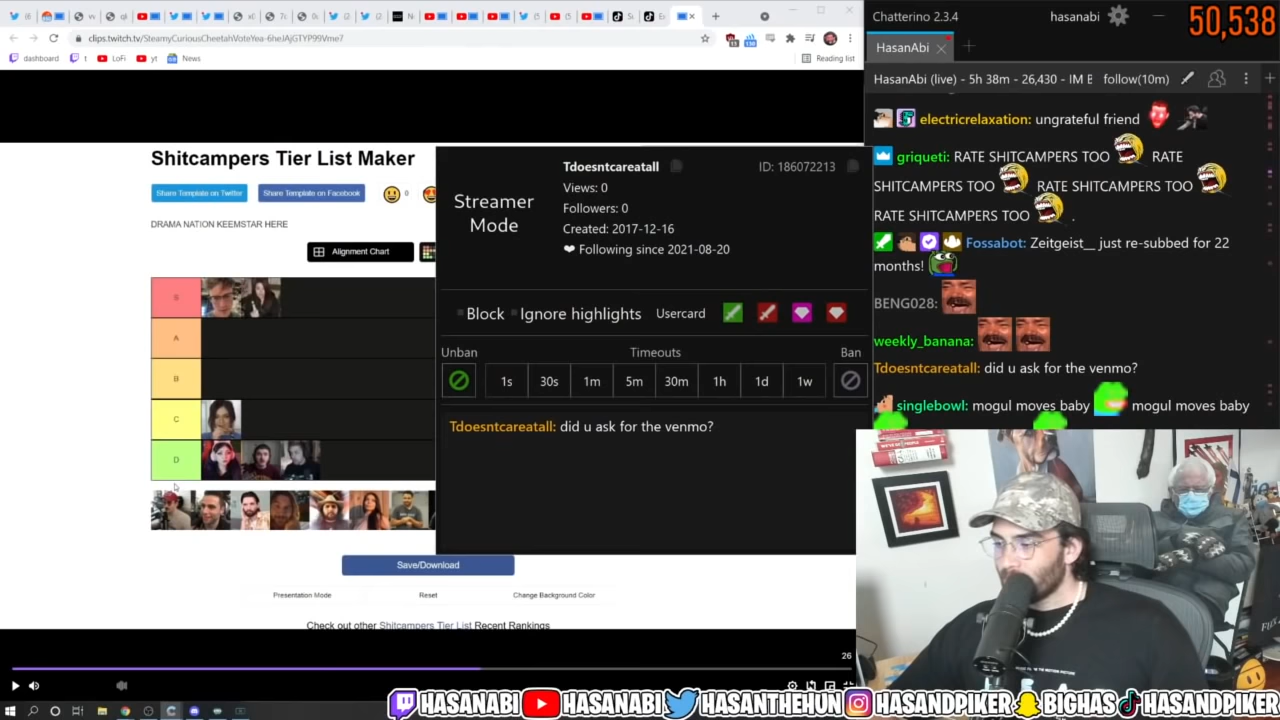 clips.twitch.tv/SteamyCuriousCheetahVoteYea-6heJAjGTYP99Vme7
dashboard
t
LoFi
yt
News
Reading list
Chatterino 2.3.4
hasanabi
50,538
HasanAbi
HasanAbi (live) - 5h 38m - 26,430 - IM B
follow(10m)
electricrelaxation: ungrateful friend
griqueti: RATE SHITCAMPERS TOO RATE
SHITCAMPERS TOO RATE SHITCAMPERS TOO
RATE SHITCAMPERS TOO .
Fossabot: Zeitgest__ just re-subbed for 22
months!
BENG028:
weekly_banana:
Tdoesntcareatall: did u ask for the venmo?
singlebowl: mogul moves baby mogul moves baby
Shitcampers Tier List Maker
Share Template on Twitter
Share Template on Facebook
0
DRAMA NATION KEEMSTAR HERE
Alignment Chart
S
A
B
C
D
Save/Download
Presentation Mode
Reset
Change Background Color
Check out other Shitcampers Tier List Recent Rankings
Streamer
Mode
Tdoesntcareatall
ID: 186072213
Views: 0
Followers: 0
Created: 2017-12-16
❤ Following since 2021-08-20
Block
Ignore highlights
Usercard
Unban
Timeouts
Ban
1s
30s
1m
5m
30m
1h
1d
1w
Tdoesntcareatall: did u ask for the venmo?
26
HASANABI
HASANABI
HASANTHEHUN
HASANDPIKER
BIGHAS
HASANDPIKER